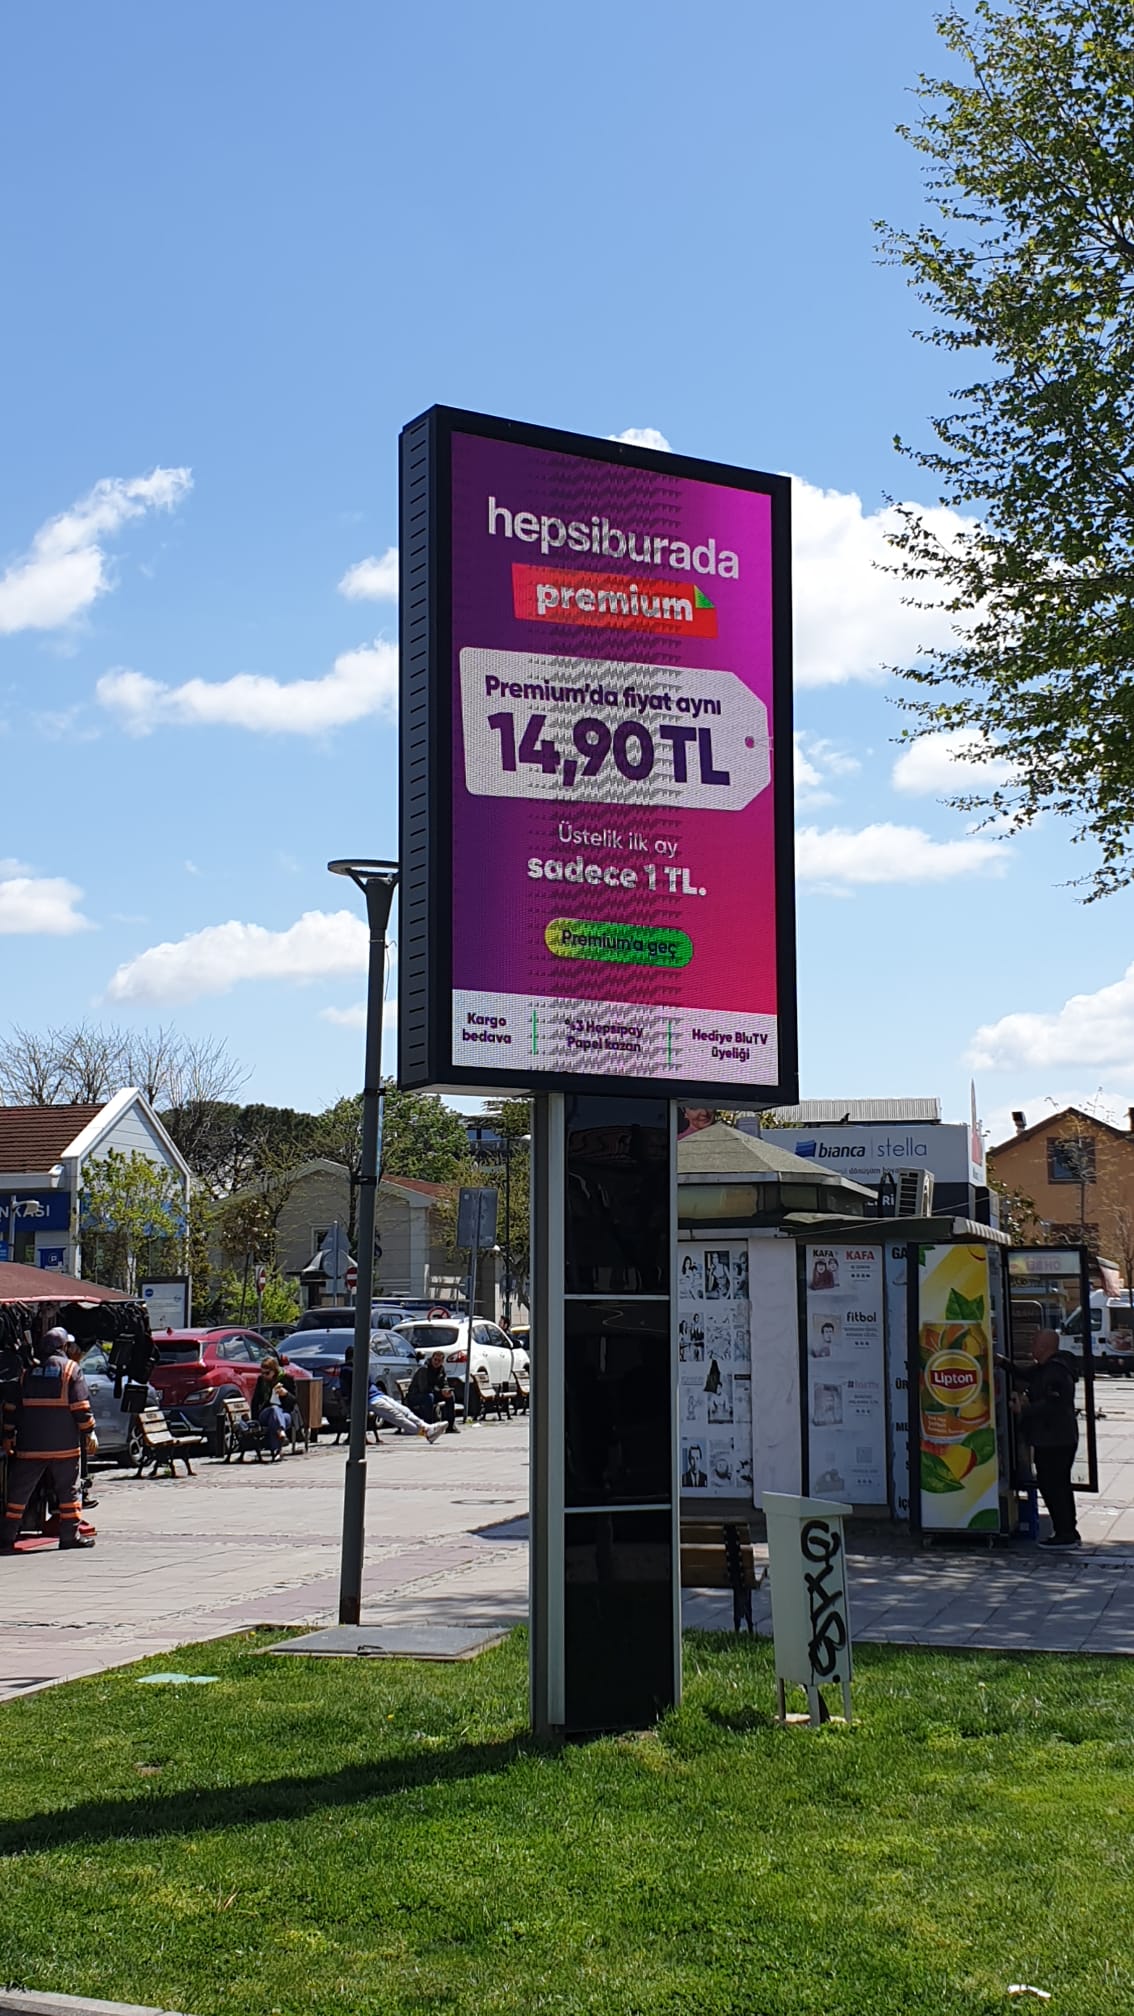 hepsiburada
premium
Premium'da fiyat aynı
14,90 TL
Üstelik ilk ay
sadece 1 TL.
Premium'a geç
Kargo
bedava
%3 Hepsipay
Papel kazan
Hediye BluTV
üyeliği
bianca stella
NKASI
KAFA KAFA
fitbol
Lipton